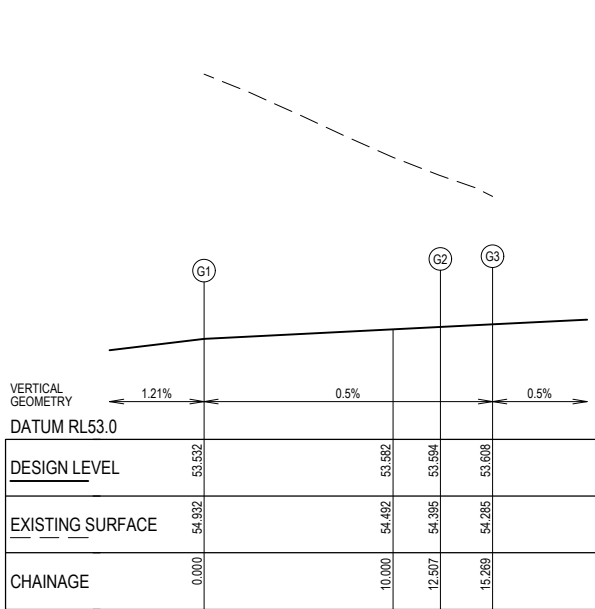 G1
G2
G3
VERTICAL
GEOMETRY
1.21%
0.5%
0.5%
DATUM RL53.0
DESIGN LEVEL
53.532
53.582
53.594
53.608
EXISTING SURFACE
54.932
54.492
54.395
54.285
CHAINAGE
0.000
10.000
12.507
15.269